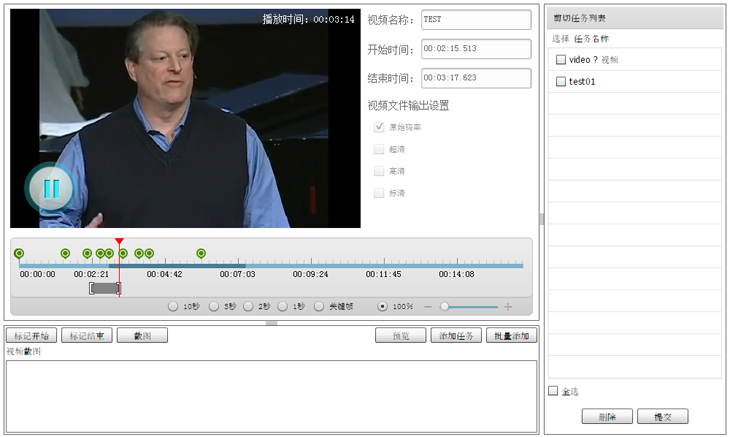 播放时间：00:03:14
视频名称： TEST
开始时间： 00:02:15.513
结束时间： 00:03:17.623
视频文件输出设置
原始码率
超清
高清
标清
00:00:00 00:02:21 00:04:42 00:07:03 00:09:24 00:11:45 00:14:08
10秒 5秒 2秒 1秒 关键帧 100%
标记开始 标记结束 截图 预览 添加任务 批量添加
视频截图
剪切任务列表
选择 任务名称
video ? 视频
test01
全选
删除 提交